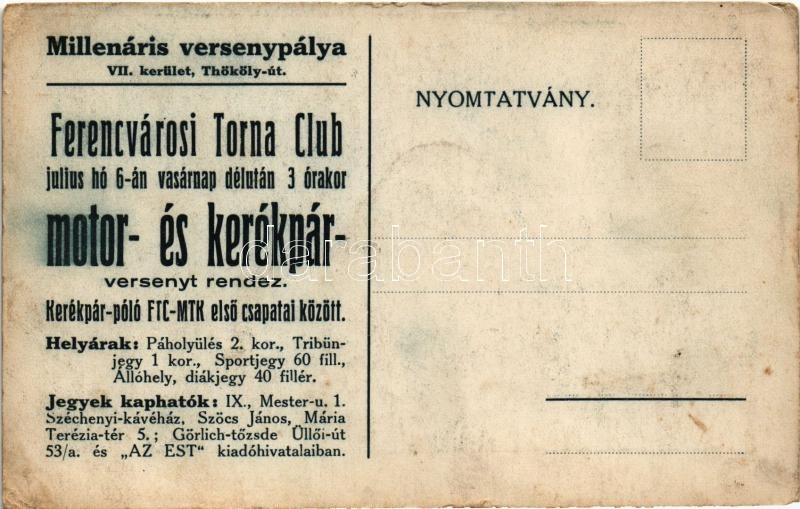 Millenáris versenypálya
VII. kerület, Thököly-út.
Ferencvárosi Torna Club
julius hó 6-án vasárnap délután 3 órakor
motor- és kerékpár-
versenyt rendez.
Kerékpár-póló FTC-MTK első csapatai között.
Helyárak: Páholyülés 2. kor., Tribün-
jegy 1 kor., Sportjegy 60 fill.,
Állóhely, diákjegy 40 fillér.
Jegyek kaphatók: IX., Mester-u. 1.
Széchenyi-kávéház, Szöcs János, Mária
Terézia-tér 5.; Görlich-tőzsde Üllői-út
53/a. és „AZ EST" kiadóhivatalaiban.
NYOMTATVÁNY.
darabanth